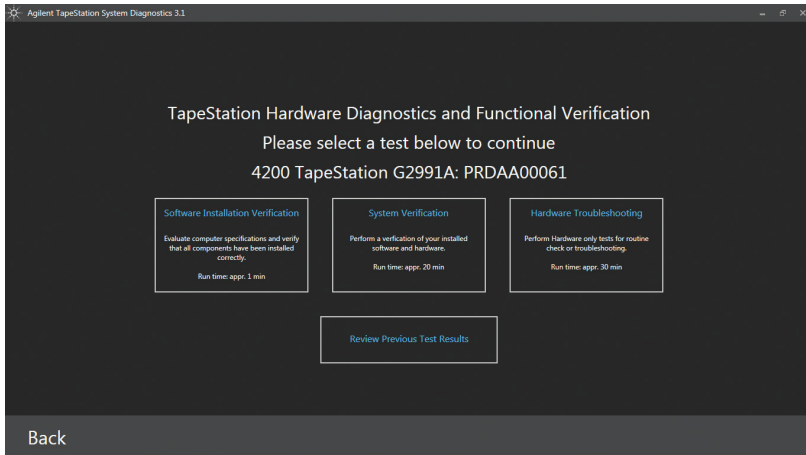 Agilent TapeStation System Diagnostics 3.1
TapeStation Hardware Diagnostics and Functional Verification
Please select a test below to continue
4200 TapeStation G2991A: PRDAA00061
Software Installation Verification
Evaluate computer specifications and verify
that all components have been installed
correctly.
Run time: appr. 1 min
System Verification
Perform a verfication of your installed
software and hardware.
Run time: appr. 20 min
Hardware Troubleshooting
Perform Hardware only tests for routine
check or troubleshooting.
Run time: appr. 30 min
Review Previous Test Results
Back